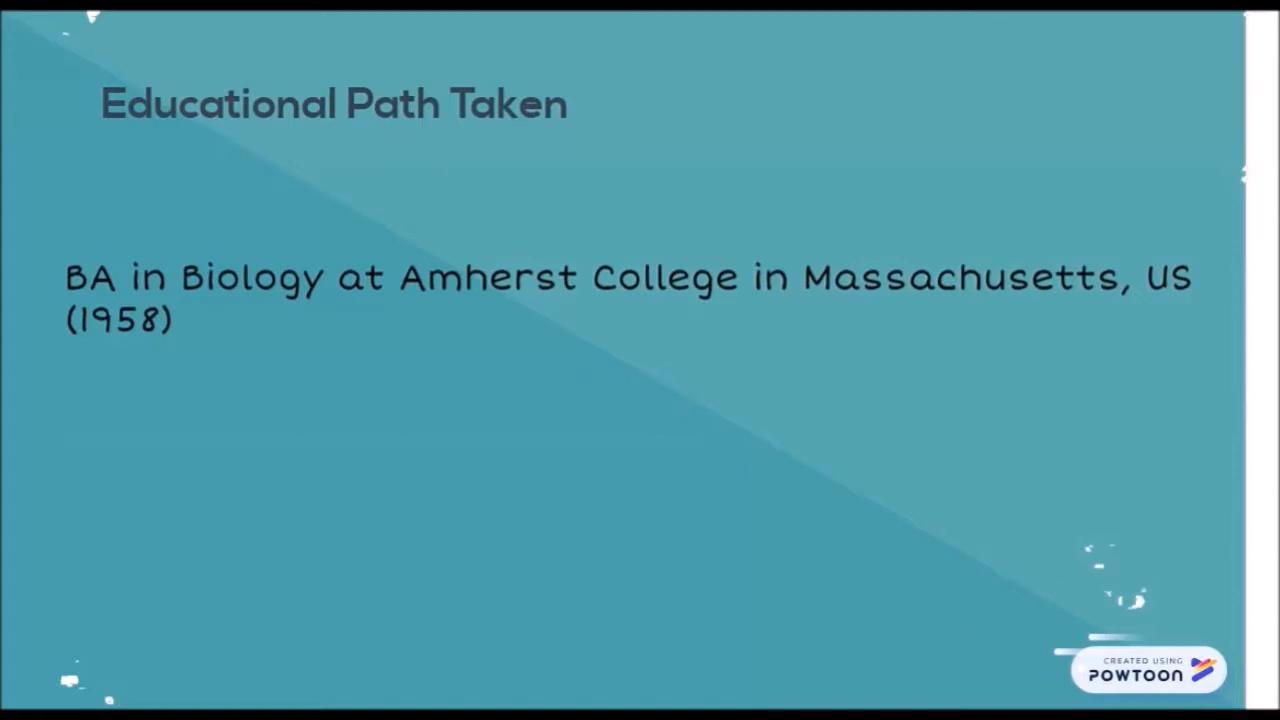 Educational Path Taken
BA in Biology at Amherst College in Massachusetts, US
(1958)
CREATED USING
POWTOON